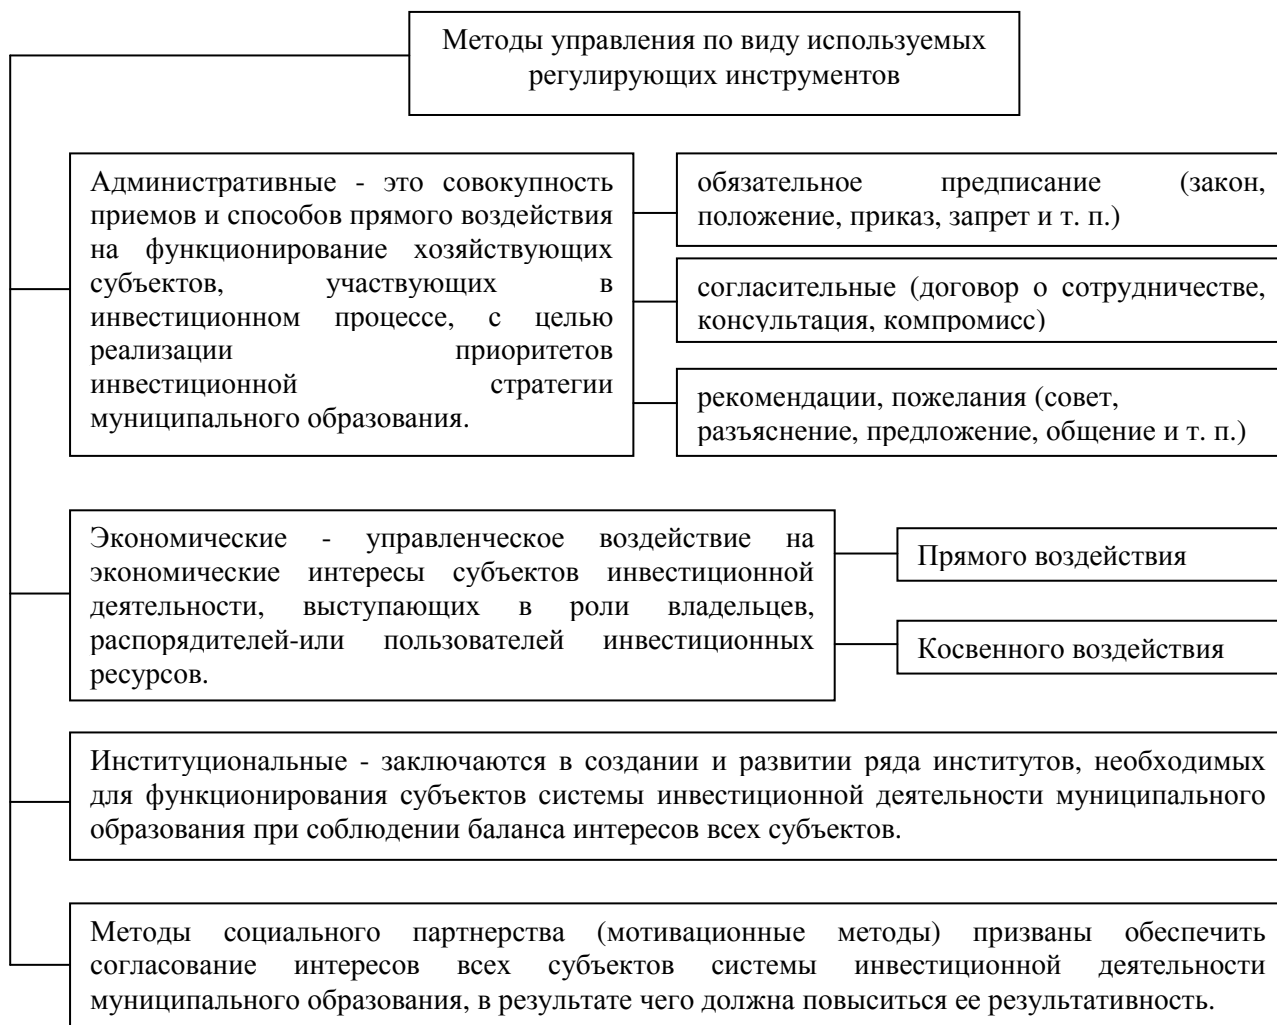 Методы управления по виду используемых
регулирующих инструментов
Административные - это совокупность
приемов и способов прямого воздействия
на функционирование хозяйствующих
субъектов, участвующих в
инвестиционном процессе, с целью
реализации приоритетов
инвестиционной стратегии
муниципального образования.
обязательное предписание (закон,
положение, приказ, запрет и т. п.)
согласительные (договор о сотрудничестве,
консультация, компромисс)
рекомендации, пожелания (совет,
разъяснение, предложение, общение и т. п.)
Экономические - управленческое воздействие на
экономические интересы субъектов инвестиционной
деятельности, выступающих в роли владельцев,
распорядителей-или пользователей инвестиционных
ресурсов.
Прямого воздействия
Косвенного воздействия
Институциональные - заключаются в создании и развитии ряда институтов, необходимых
для функционирования субъектов системы инвестиционной деятельности муниципального
образования при соблюдении баланса интересов всех субъектов.
Методы социального партнерства (мотивационные методы) призваны обеспечить
согласование интересов всех субъектов системы инвестиционной деятельности
муниципального образования, в результате чего должна повыситься ее результативность.